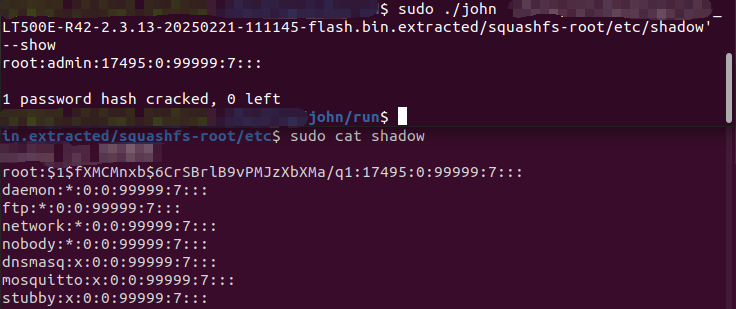 $ sudo ./john _
LT500E-R42-2.3.13-20250221-111145-flash.bin.extracted/squashfs-root/etc/shadow'
--show
root:admin:17495:0:99999:7:::
1 password hash cracked, 0 left
/john/run$
in.extracted/squashfs-root/etc$ sudo cat shadow
root:$1$fXMCMnxb$6CrSBrlB9vPMJzXbXMa/q1:17495:0:99999:7:::
daemon:*:0:0:99999:7:::
ftp:*:0:0:99999:7:::
network:*:0:0:99999:7:::
nobody:*:0:0:99999:7:::
dnsmasq:x:0:0:99999:7:::
mosquitto:x:0:0:99999:7:::
stubby:x:0:0:99999:7:::